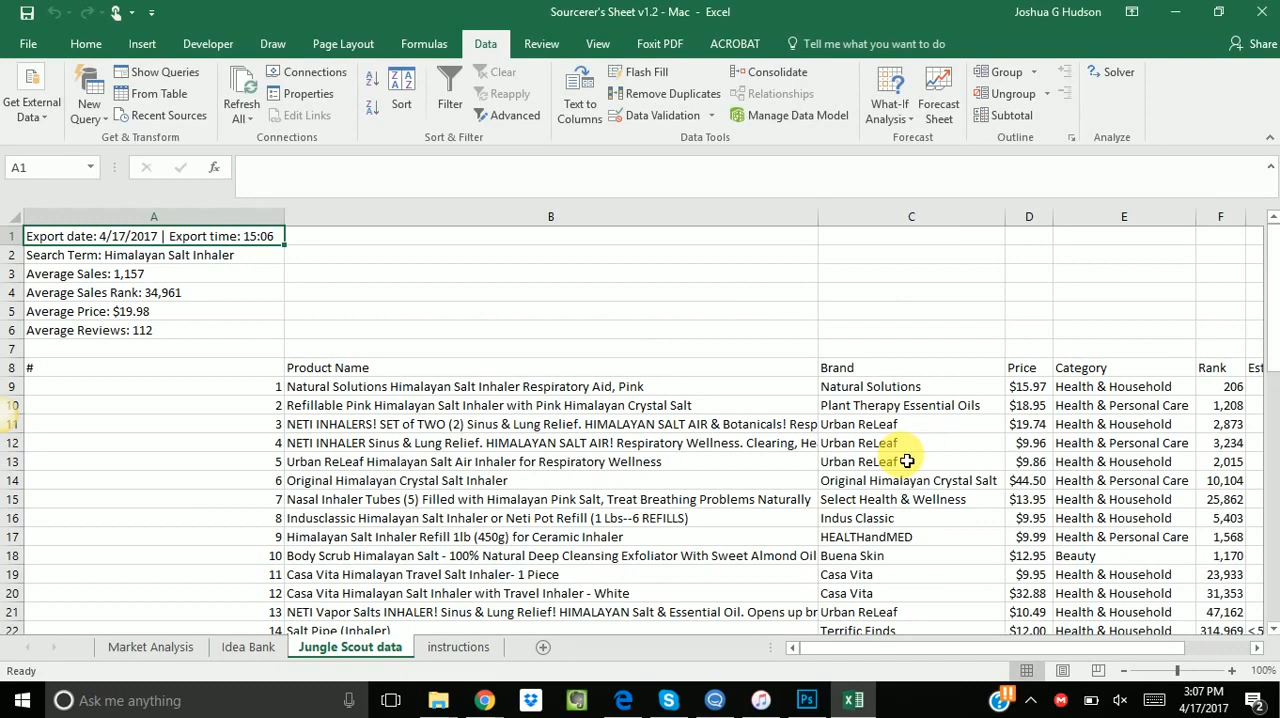 Sourcerer's Sheet v1.2 - Mac - Excel
Joshua G Hudson
File Home Insert Developer Draw Page Layout Formulas Data Review View Foxit PDF ACROBAT Tell me what you want to do Share
Get External Data
New Query
Show Queries
From Table
Recent Sources
Get & Transform
Refresh All
Connections
Properties
Edit Links
Connections
Sort
Filter
Clear
Reapply
Advanced
Sort & Filter
Text to Columns
Flash Fill
Remove Duplicates
Data Validation
Consolidate
Relationships
Manage Data Model
Data Tools
What-If Analysis
Forecast Sheet
Forecast
Group
Ungroup
Subtotal
Outline
Solver
Analyze
A1 fx
A B C D E F
1 Export date: 4/17/2017 | Export time: 15:06
2 Search Term: Himalayan Salt Inhaler
3 Average Sales: 1,157
4 Average Sales Rank: 34,961
5 Average Price: $19.98
6 Average Reviews: 112
7
8 # Product Name Brand Price Category Rank Est
9 1 Natural Solutions Himalayan Salt Inhaler Respiratory Aid, Pink Natural Solutions $15.97 Health & Household 206
10 2 Refillable Pink Himalayan Salt Inhaler with Pink Himalayan Crystal Salt Plant Therapy Essential Oils $18.95 Health & Personal Care 1,208
11 3 NETI INHALERS! SET of TWO (2) Sinus & Lung Relief. HIMALAYAN SALT AIR & Botanicals! Resp Urban ReLeaf $19.74 Health & Household 2,873
12 4 NETI INHALER Sinus & Lung Relief. HIMALAYAN SALT AIR! Respiratory Wellness. Clearing, He Urban ReLeaf $9.96 Health & Personal Care 3,234
13 5 Urban ReLeaf Himalayan Salt Air Inhaler for Respiratory Wellness Urban ReLeaf $9.86 Health & Household 2,015
14 6 Original Himalayan Crystal Salt Inhaler Original Himalayan Crystal Salt $44.50 Health & Personal Care 10,104
15 7 Nasal Inhaler Tubes (5) Filled with Himalayan Pink Salt, Treat Breathing Problems Naturally Select Health & Wellness $13.95 Health & Household 25,862
16 8 Indusclassic Himalayan Salt Inhaler or Neti Pot Refill (1 Lbs--6 REFILLS) Indus Classic $9.95 Health & Household 5,403
17 9 Himalayan Salt Inhaler Refill 1lb (450g) for Ceramic Inhaler HEALTHandMED $9.99 Health & Personal Care 1,568
18 10 Body Scrub Himalayan Salt - 100% Natural Deep Cleansing Exfoliator With Sweet Almond Oil Buena Skin $12.95 Beauty 1,170
19 11 Casa Vita Himalayan Travel Salt Inhaler- 1 Piece Casa Vita $9.95 Health & Household 23,933
20 12 Casa Vita Himalayan Salt Inhaler with Travel Inhaler - White Casa Vita $32.88 Health & Household 31,353
21 13 NETI Vapor Salts INHALER! Sinus & Lung Relief! HIMALAYAN SALT & Essential Oil. Opens up br Urban ReLeaf $10.49 Health & Household 47,162
22 14 Salt Pipe (Inhaler) Terrific Finds $12.00 Health & Household 314,969 < 5
Market Analysis Idea Bank Jungle Scout data instructions
Ready 100%
Ask me anything 3:07 PM
4/17/2017 2